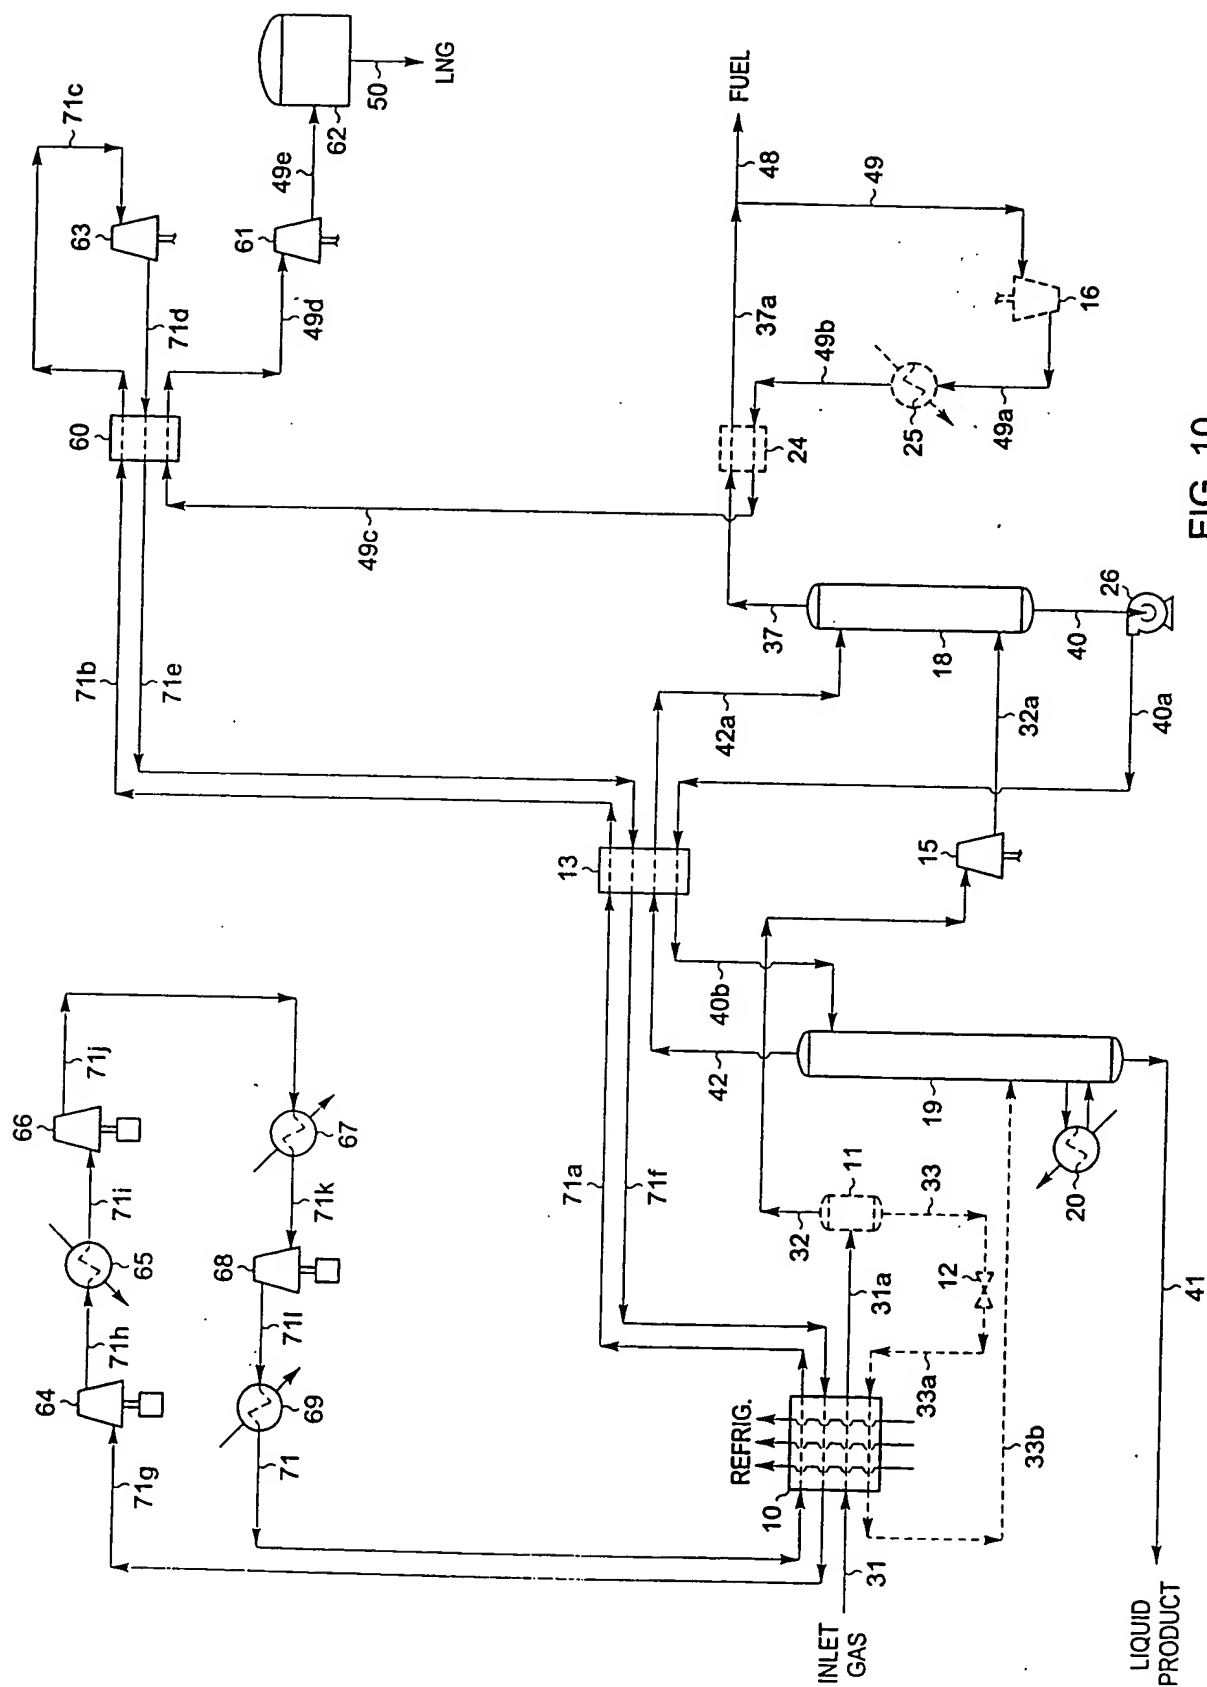 71c
63
71d
60
49d
61
49e
62
50
LNG
71b
71e
49c
FUEL
48
49
37a
16
49b
25
49a
24
37
18
40
26
40a
32a
42a
13
15
40b
42
19
20
41
71a
71f
11
32
33
12
31a
33a
33b
REFRIG.
10
31
INLET
GAS
LIQUID
PRODUCT
66
71j
71i
65
67
71k
68
71h
71l
64
69
71g
71
FIG. 10